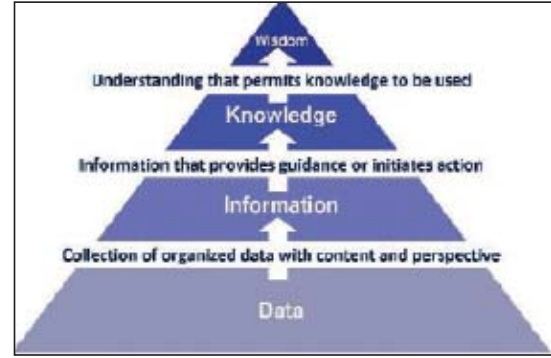 Wisdom
Understanding that permits knowledge to be used
Knowledge
Information that provides guidance or initiates action
Information
Collection of organized data with content and perspective
Data